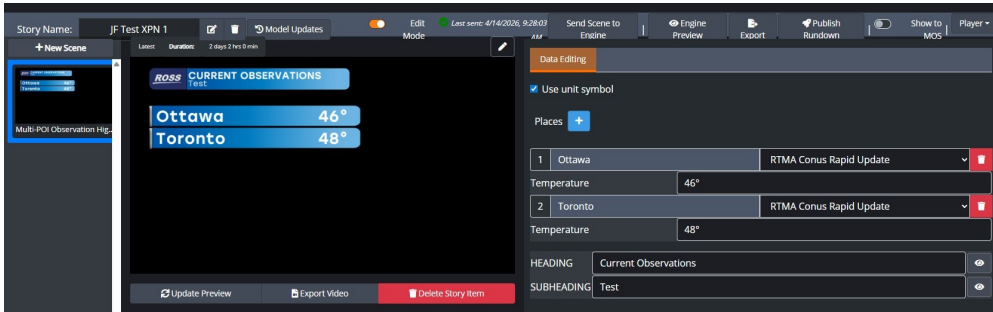 Story Name: JF Test XPN 1 Model Updates Edit Mode Last sent: 4/14/2026, 9:28:03 AM Send Scene to Engine Engine Preview Export Publish Rundown Show to MOS Player
+ New Scene
Multi-POI Observation Hig...
Latest Duration: 2 days 2 hrs 0 min
ROSS CURRENT OBSERVATIONS
Test
Ottawa 46°
Toronto 48°
Update Preview Export Video Delete Story Item
Data Editing
Use unit symbol
Places +
1 Ottawa RTMA Conus Rapid Update
Temperature 46°
2 Toronto RTMA Conus Rapid Update
Temperature 48°
HEADING Current Observations
SUBHEADING Test